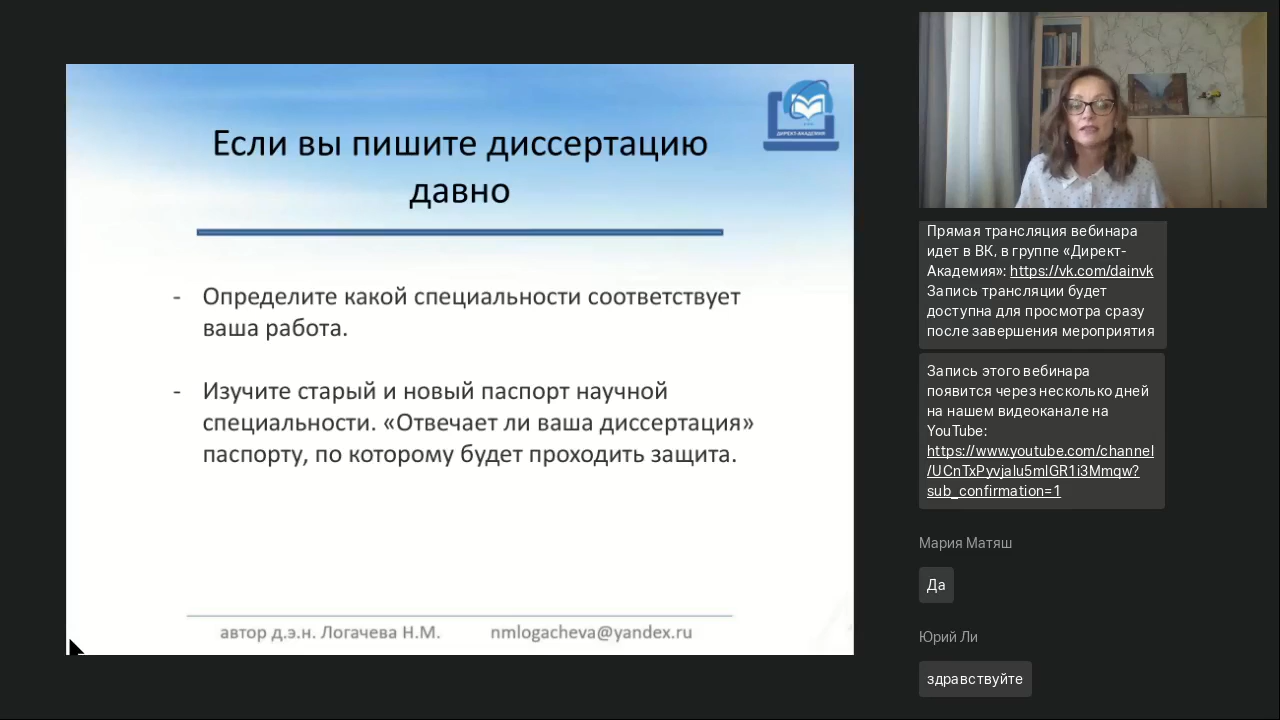 Если вы пишите диссертацию
давно
ДИРЕКТ-АКАДЕМИЯ
- Определите какой специальности соответствует
ваша работа.
- Изучите старый и новый паспорт научной
специальности. «Отвечает ли ваша диссертация»
паспорту, по которому будет проходить защита.
автор д.э.н. Логачева Н.М. nmlogacheva@yandex.ru
Прямая трансляция вебинара
идет в ВК, в группе «Директ-
Академия»: https://vk.com/dainvk
Запись трансляции будет
доступна для просмотра сразу
после завершения мероприятия
Запись этого вебинара
появится через несколько дней
на нашем видеоканале на
YouTube:
https://www.youtube.com/channel
/UCnTxPyvjalu5mlGR1i3Mmqw?
sub_confirmation=1
Мария Матяш
Да
Юрий Ли
здравствуйте